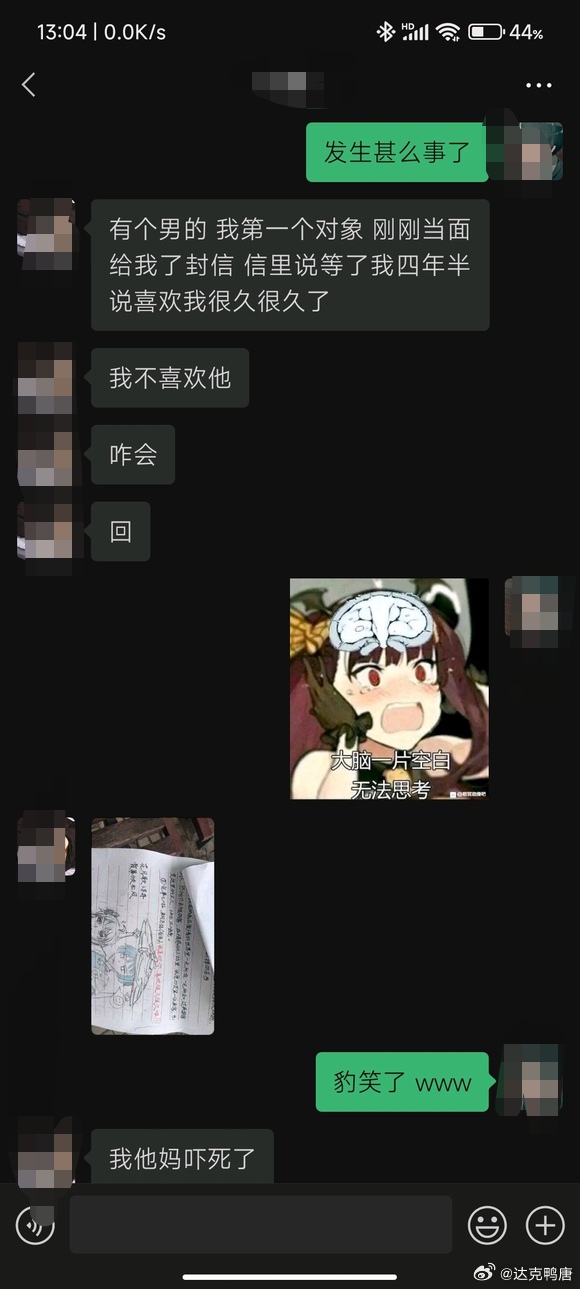 13:04 | 0.0K/s
HD
44%
发生甚么事了
有个男的 我第一个对象 刚刚当面
给我了封信 信里说等了我四年半
说喜欢我很久很久了
我不喜欢他
咋会
回
大脑一片空白
无法思考
豹笑了 www
我他妈吓死了
@达克鸭唐